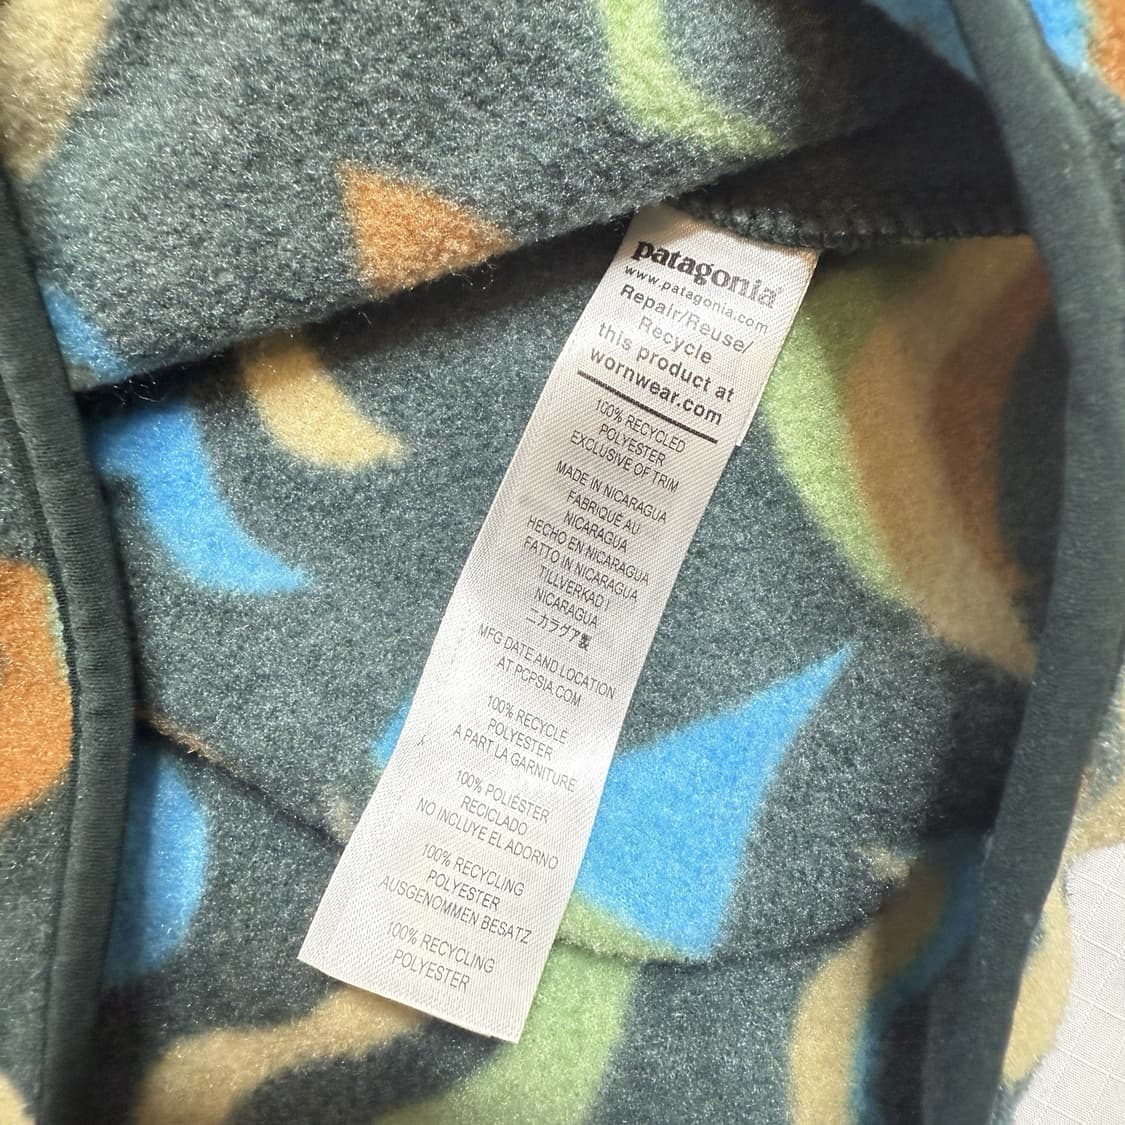 patagonia®
www.patagonia.com
Repair/Reuse/
Recycle
this product at
wornwear.com
100% RECYCLED
POLYESTER
EXCLUSIVE OF TRIM
MADE IN NICARAGUA
FABRIQUÉ AU
NICARAGUA
HECHO EN NICARAGUA
FATTO IN NICARAGUA
TILLVERKAD I
NICARAGUA
ニカラグア製
MFG DATE AND LOCATION
AT PCPSIA.COM
100% RECYCLÉ
POLYESTER
A PART LA GARNITURE
100% POLIÉSTER
RECICLADO
NO INCLUYE EL ADORNO
100% RECYCLING
POLYESTER
AUSGENOMMEN BESATZ
100% RECYCLING
POLYESTER